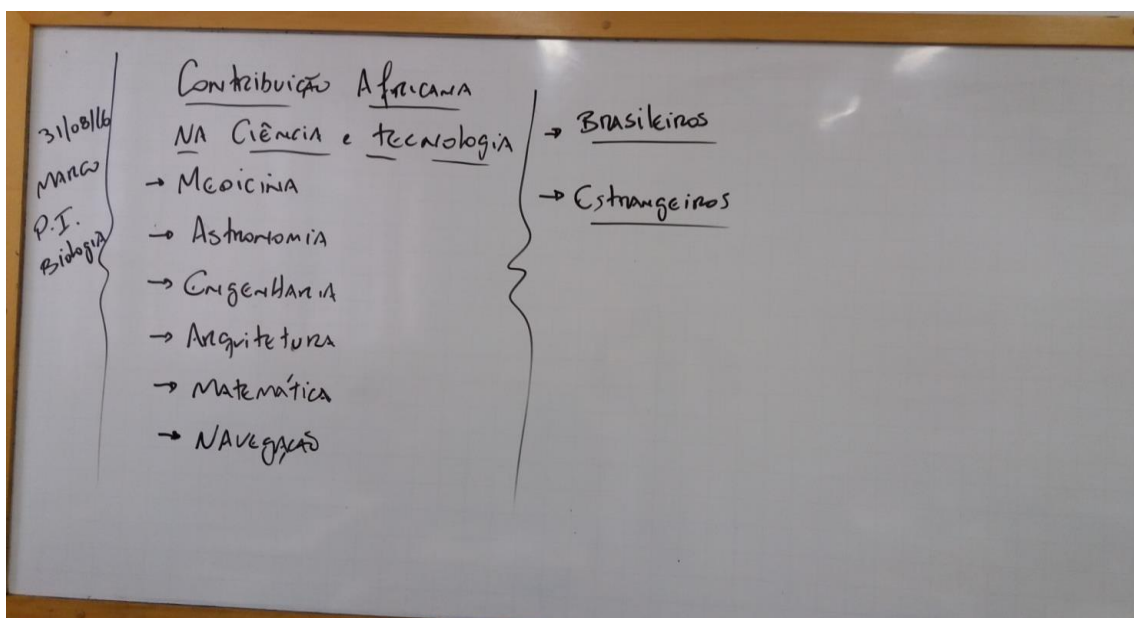 31/08/16
MARCO
P.I.
Biologia
Contribuição Africana
NA Ciência e tecnologia
→ Medicina
→ Astronomia
→ Engenharia
→ Arquitetura
→ Matemática
→ Navegação
→ Brasileiros
→ Estrangeiros